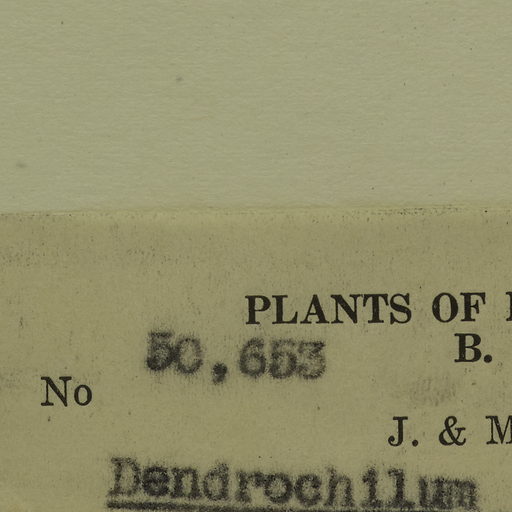 PLANTS OF
B.
50,653
No
J. & M
Dendrochilum